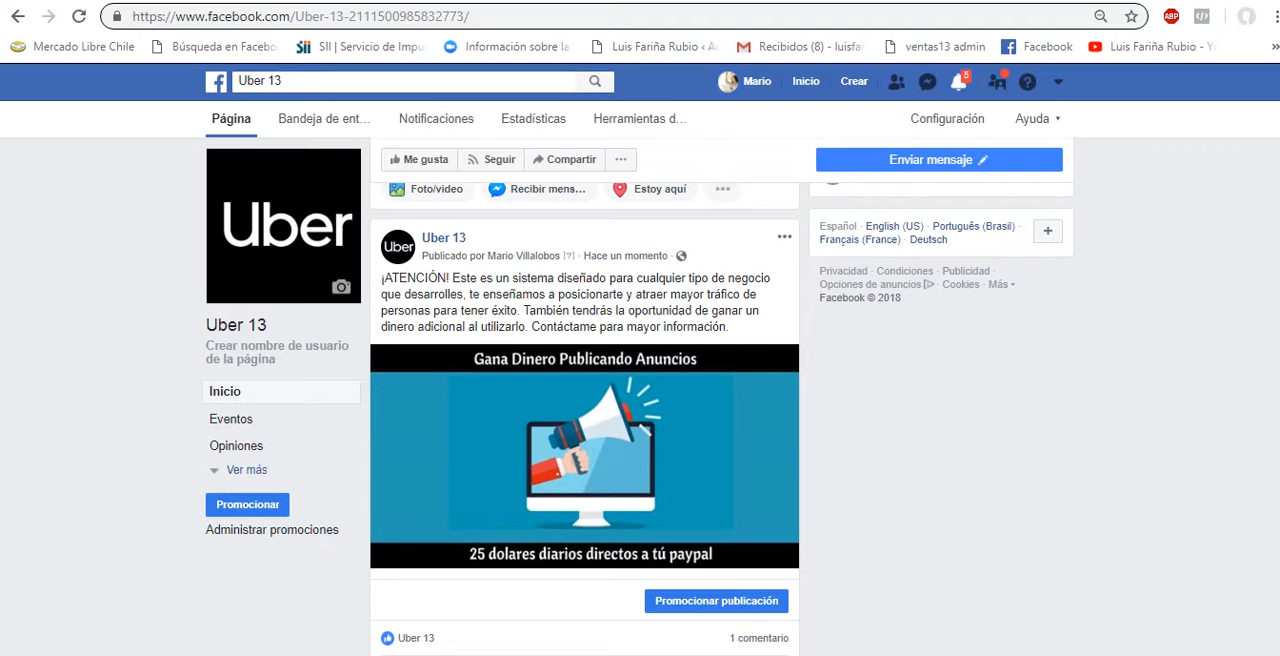 https://www.facebook.com/Uber-13-2111500985832773/
ABP
Mercado Libre Chile
Búsqueda en Facebo
SII | Servicio de Impu
Información sobre la
Luis Fariña Rubio ‹ A
Recibidos (8) - luisfar
ventas13 admin
Facebook
Luis Fariña Rubio - Yo
»
Uber 13
Mario
Inicio
Crear
5
Página
Bandeja de ent...
Notificaciones
Estadísticas
Herramientas d...
Configuración
Ayuda
Me gusta
Seguir
Compartir
Enviar mensaje
Foto/video
Recibir mens...
Estoy aquí
Uber
Uber 13
Crear nombre de usuario
de la página
Inicio
Eventos
Opiniones
Ver más
Promocionar
Administrar promociones
Uber
Uber 13
Publicado por Mario Villalobos [?] · Hace un momento ·
¡ATENCIÓN! Este es un sistema diseñado para cualquier tipo de negocio
que desarrolles, te enseñamos a posicionarte y atraer mayor tráfico de
personas para tener éxito. También tendrás la oportunidad de ganar un
dinero adicional al utilizarlo. Contáctame para mayor información.
Gana Dinero Publicando Anuncios
25 dolares diarios directos a tú paypal
Promocionar publicación
Uber 13
1 comentario
Español · English (US) · Português (Brasil) ·
Français (France) · Deutsch
Privacidad · Condiciones · Publicidad ·
Opciones de anuncios · Cookies · Más
Facebook © 2018